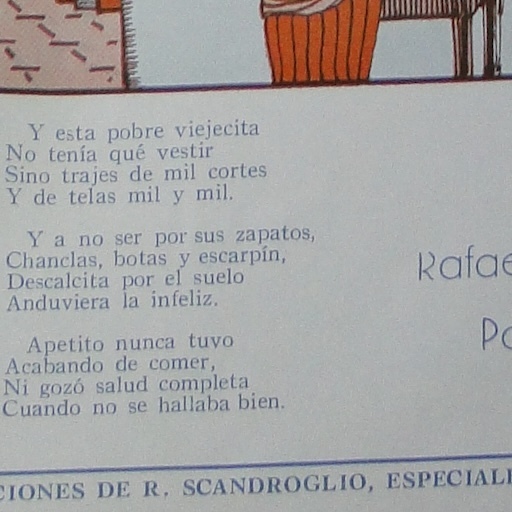 Y esta pobre viejecita
No tenía qué vestir
Sino trajes de mil cortes
Y de telas mil y mil.
Y a no ser por sus zapatos,
Chanclas, botas y escarpín,
Descalcita por el suelo
Anduviera la infeliz.
Apetito nunca tuvo
Acabando de comer,
Ni gozó salud completa
Cuando no se hallaba bien.
Rafae
Po
CIONES DE R. SCANDROGLIO, ESPECIAL